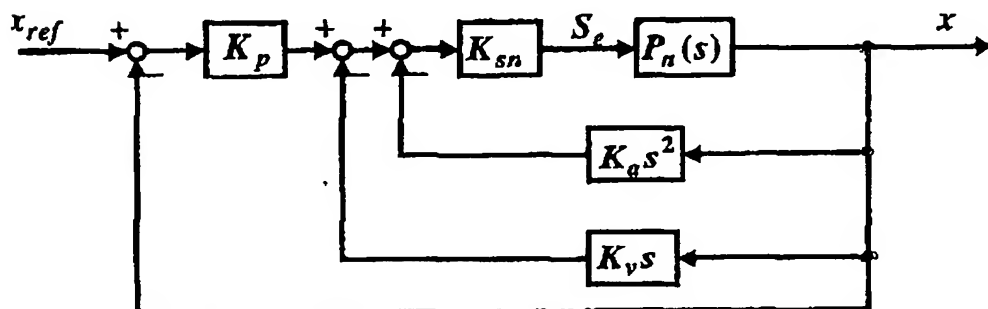 x_ref + K_p + + K_sn S_e P_n(s) x
K_a s^2
K_v s